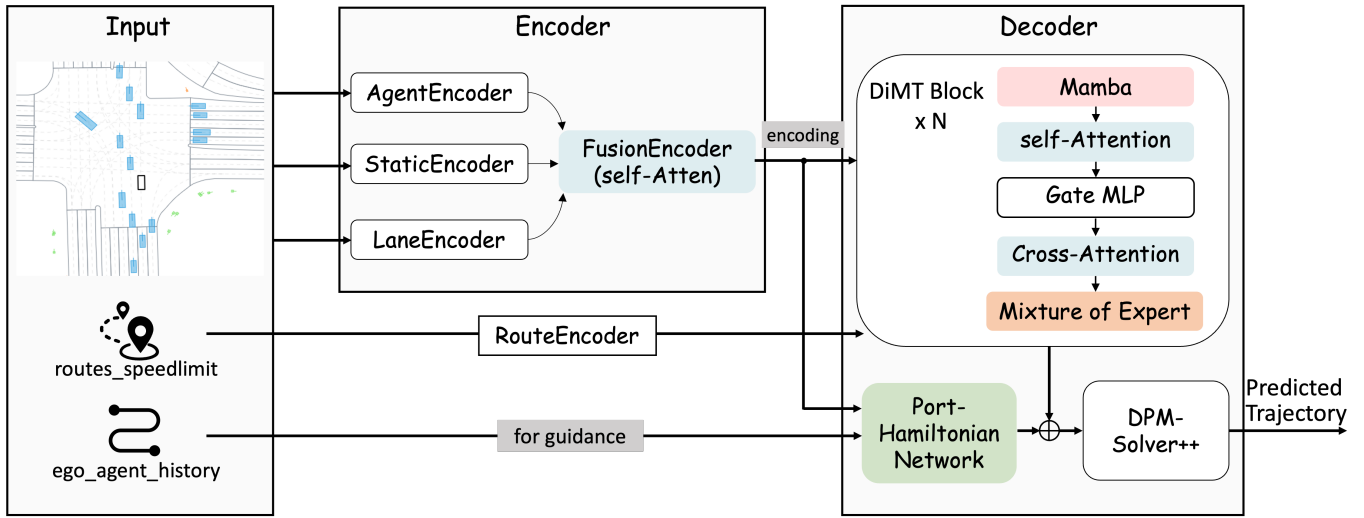 Input
routes_speedlimit
ego_agent_history
Encoder
AgentEncoder
StaticEncoder
LaneEncoder
FusionEncoder
(self-Atten)
encoding
RouteEncoder
for guidance
Decoder
DiMT Block
x N
Mamba
self-Attention
Gate MLP
Cross-Attention
Mixture of Expert
Port-
Hamiltonian
Network
DPM-
Solver++
Predicted
Trajectory